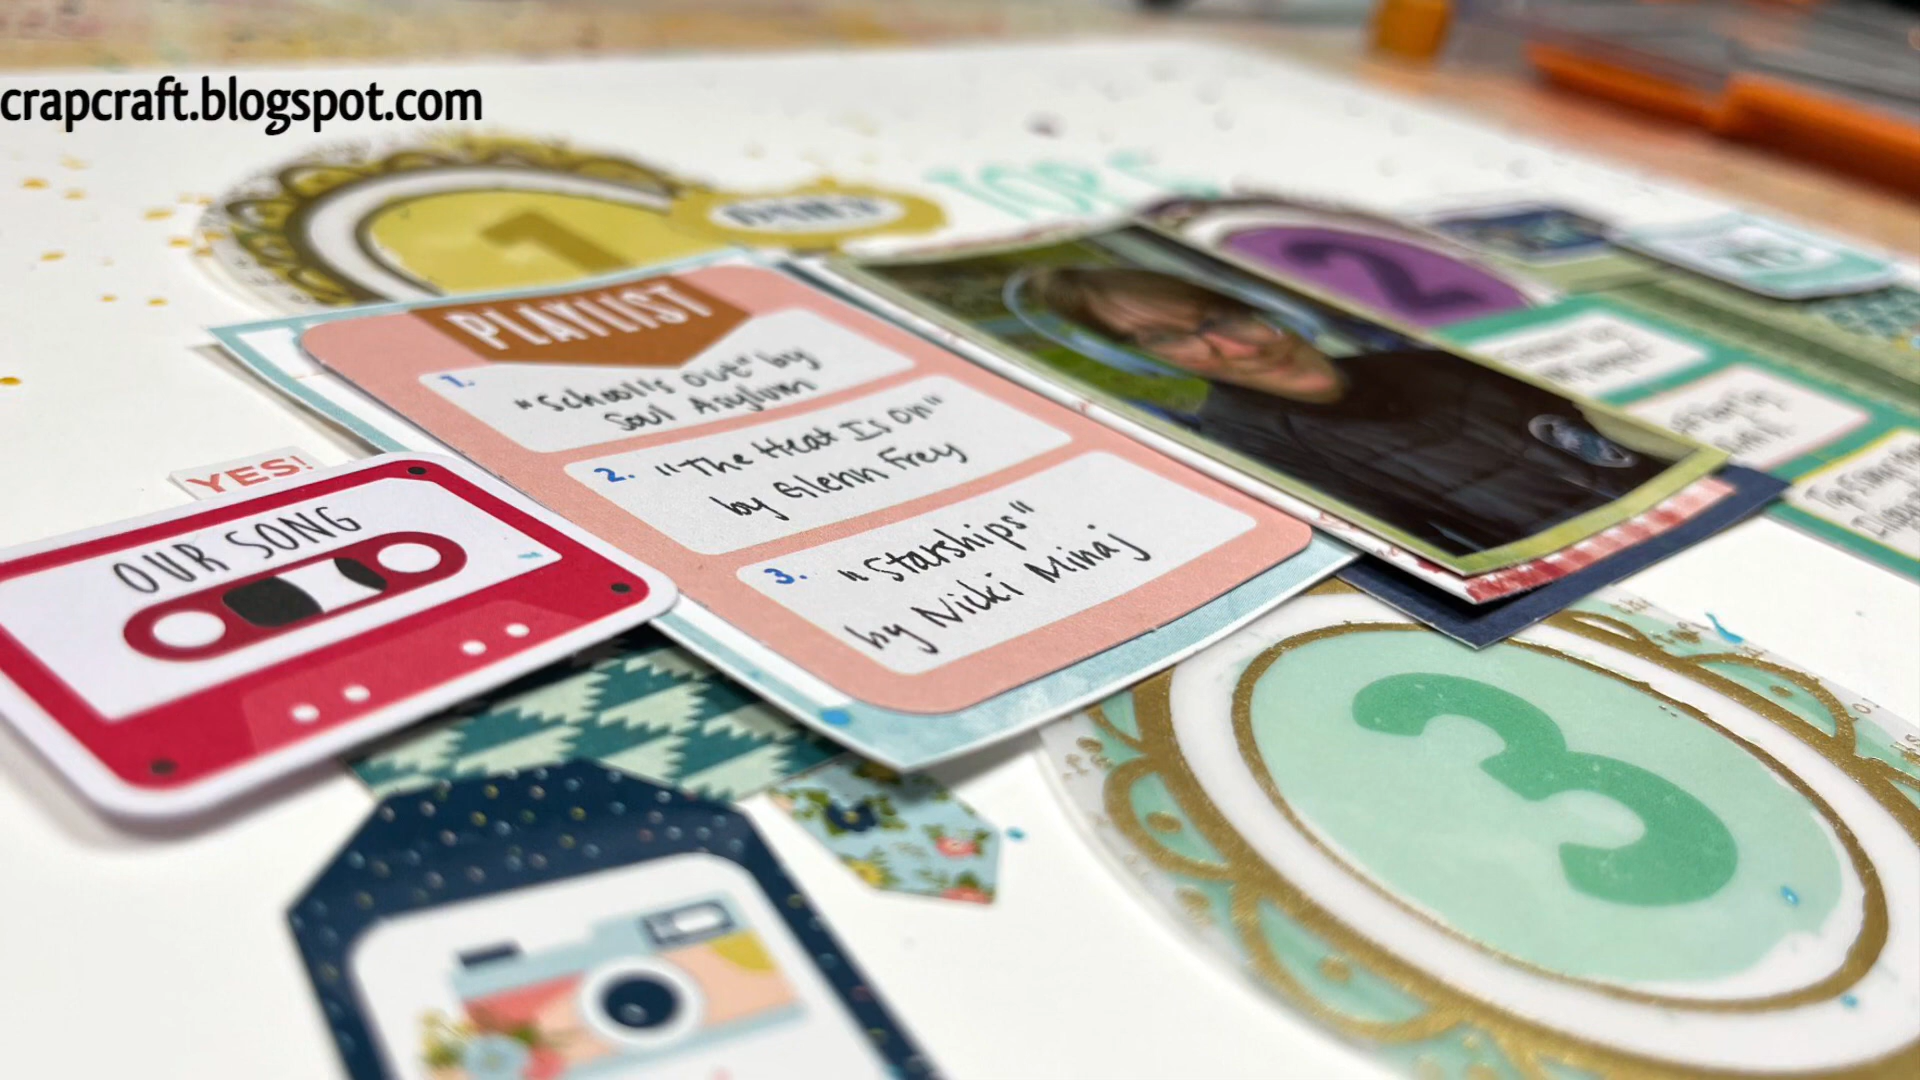 crapcraft.blogspot.com
1
TOP
2
PLAYLIST
1. "School's Out" by
Soul Asylum
2. "The Heat Is On"
by Glenn Frey
3. "Starships"
by Nicki Minaj
YES!
OUR SONG
3